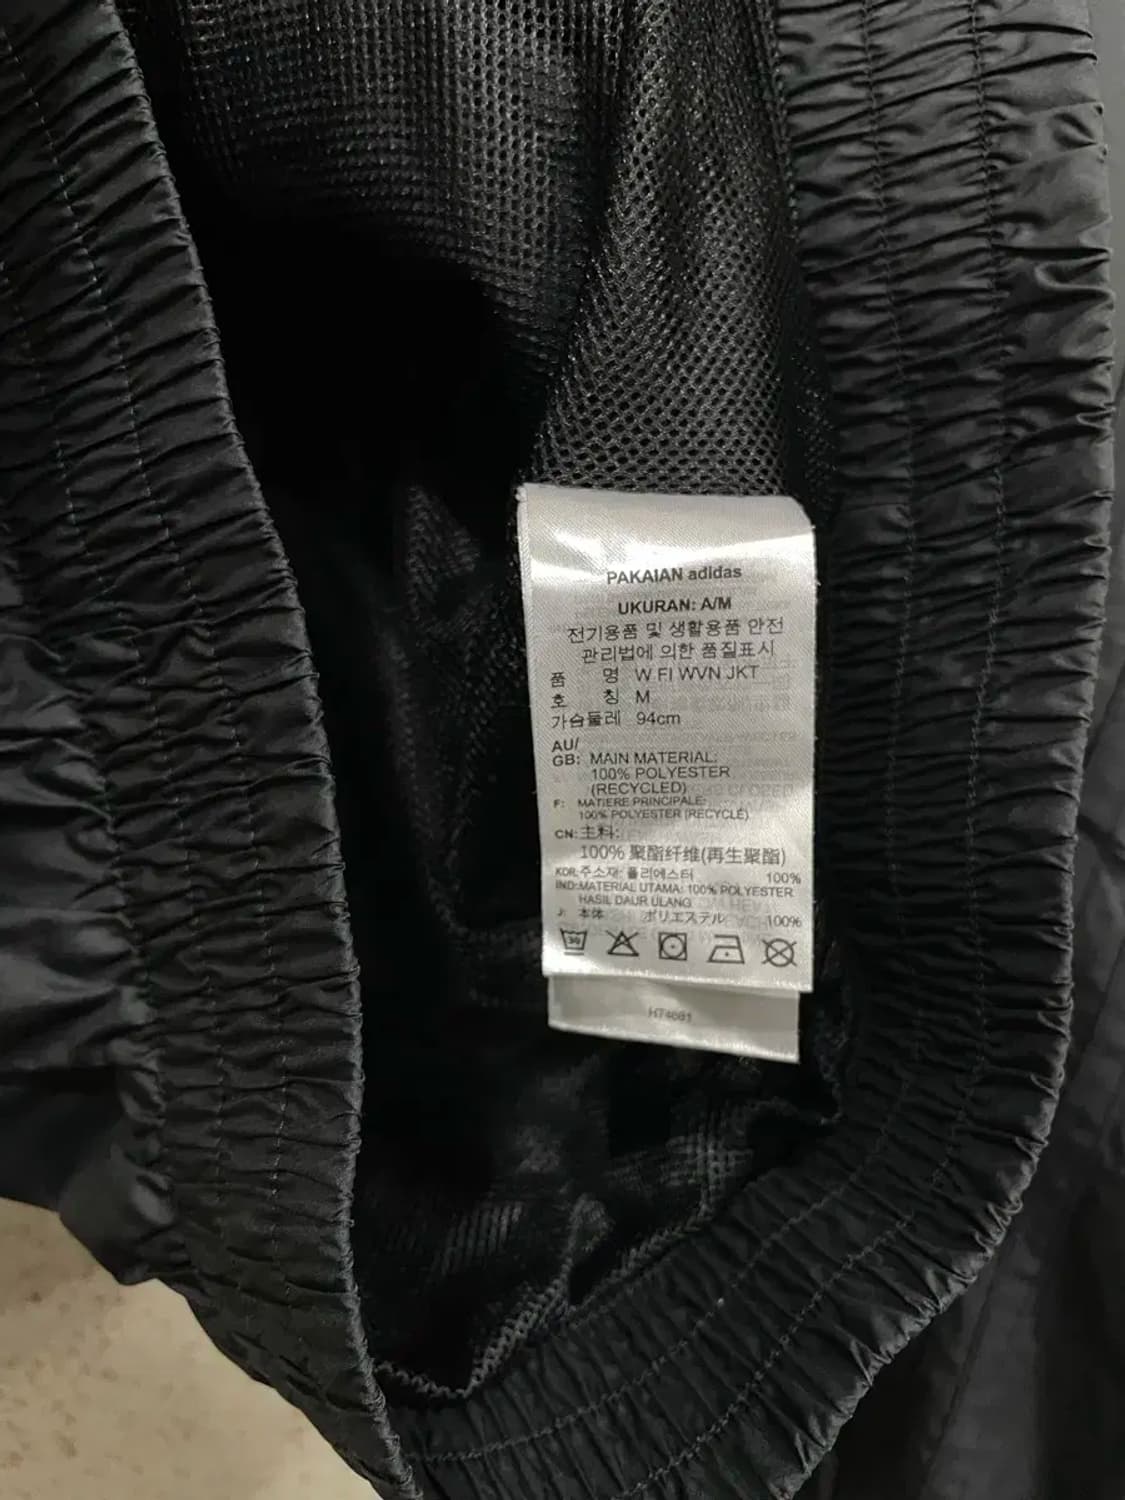 PAKAIAN adidas
UKURAN: A/M
전기용품 및 생활용품 안전
관리법에 의한 품질표시
품 명 W FI WVN JKT
호 칭 M
가슴둘레 94cm
AU/
GB: MAIN MATERIAL:
100% POLYESTER
(RECYCLED)
F: MATIERE PRINCIPALE:
100% POLYESTER (RECYCLÉ)
CN: 主料:
100% 聚酯纤维(再生聚酯)
KOR: 주소재: 폴리에스터 100%
IND: MATERIAL UTAMA: 100% POLYESTER
HASIL DAUR ULANG
J: 本体 ポリエステル 100%
30